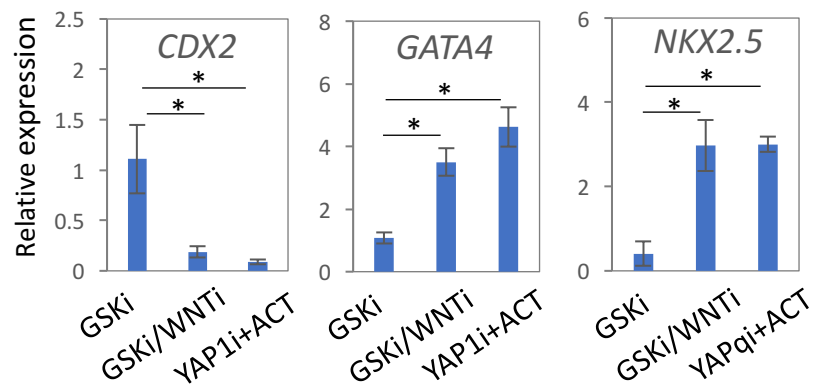 Relative expression
CDX2
2.5
2
1.5
1
0.5
0
*
*
GSKi
GSKi/WNTi
YAP1i+ACT
GATA4
8
6
4
2
0
*
*
GSKi
GSKi/WNTi
YAP1i+ACT
NKX2.5
6
4
2
0
*
*
GSKi
GSKi/WNTi
YAPqi+ACT